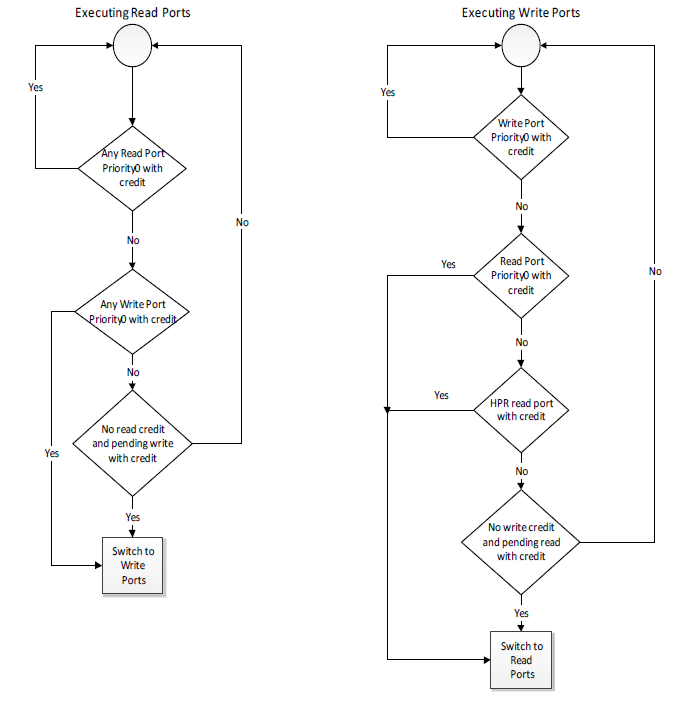 Executing Read Ports
Yes
Any Read Port
Priority0 with
credit
No
No
Any Write Port
Priority0 with credit
No
No read credit
and pending write
with credit
Yes
Yes
Switch to
Write
Ports
Executing Write Ports
Yes
Write Port
Priority0 with
credit
No
Yes
Read Port
Priority0 with
credit
No
No
Yes
HPR read port
with credit
No
No write credit
and pending read
with credit
Yes
Switch to
Read
Ports